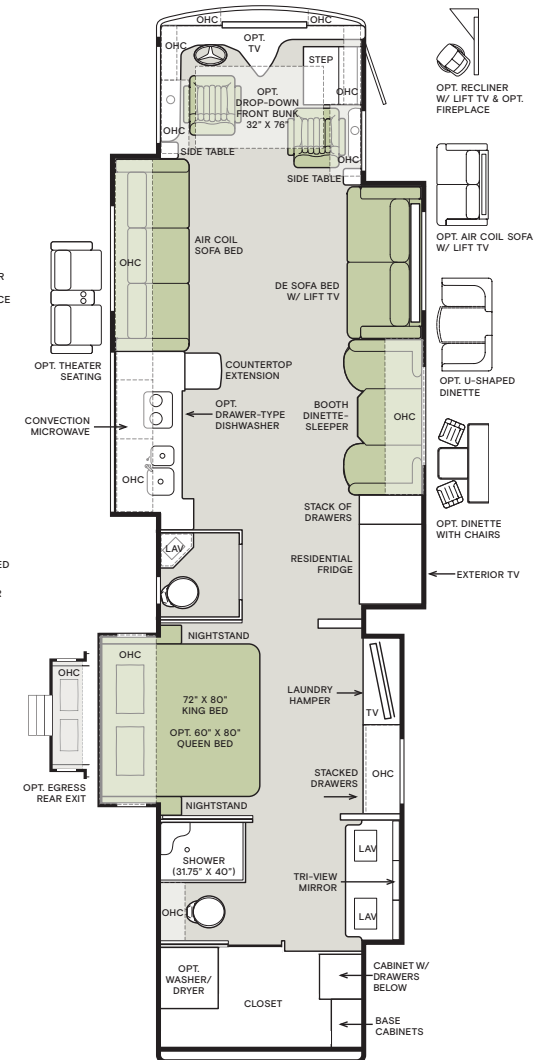 OHC
OHC
OPT.
TV
OHC
STEP
OPT.
DROP-DOWN
FRONT BUNK
32" X 76"
OHC
OHC
OHC
SIDE TABLE
SIDE TABLE
OPT. RECLINER
W/ LIFT TV & OPT.
FIREPLACE
OPT. AIR COIL SOFA
W/ LIFT TV
AIR COIL
SOFA BED
OHC
DE SOFA BED
W/ LIFT TV
R
CE
OPT. THEATER
SEATING
COUNTERTOP
EXTENSION
OPT. U-SHAPED
DINETTE
OPT.
DRAWER-TYPE
DISHWASHER
BOOTH
DINETTE-
SLEEPER
OHC
CONVECTION
MICROWAVE
OHC
STACK OF
DRAWERS
OPT. DINETTE
WITH CHAIRS
LAV
RESIDENTIAL
FRIDGE
EXTERIOR TV
ED
R
NIGHTSTAND
OHC
OHC
72" X 80"
KING BED
OPT. 60" X 80"
QUEEN BED
LAUNDRY
HAMPER
TV
OPT. EGRESS
REAR EXIT
STACKED
DRAWERS
OHC
NIGHTSTAND
SHOWER
(31.75" X 40")
LAV
TRI-VIEW
MIRROR
OHC
LAV
OPT.
WASHER/
DRYER
CLOSET
CABINET W/
DRAWERS
BELOW
BASE
CABINETS